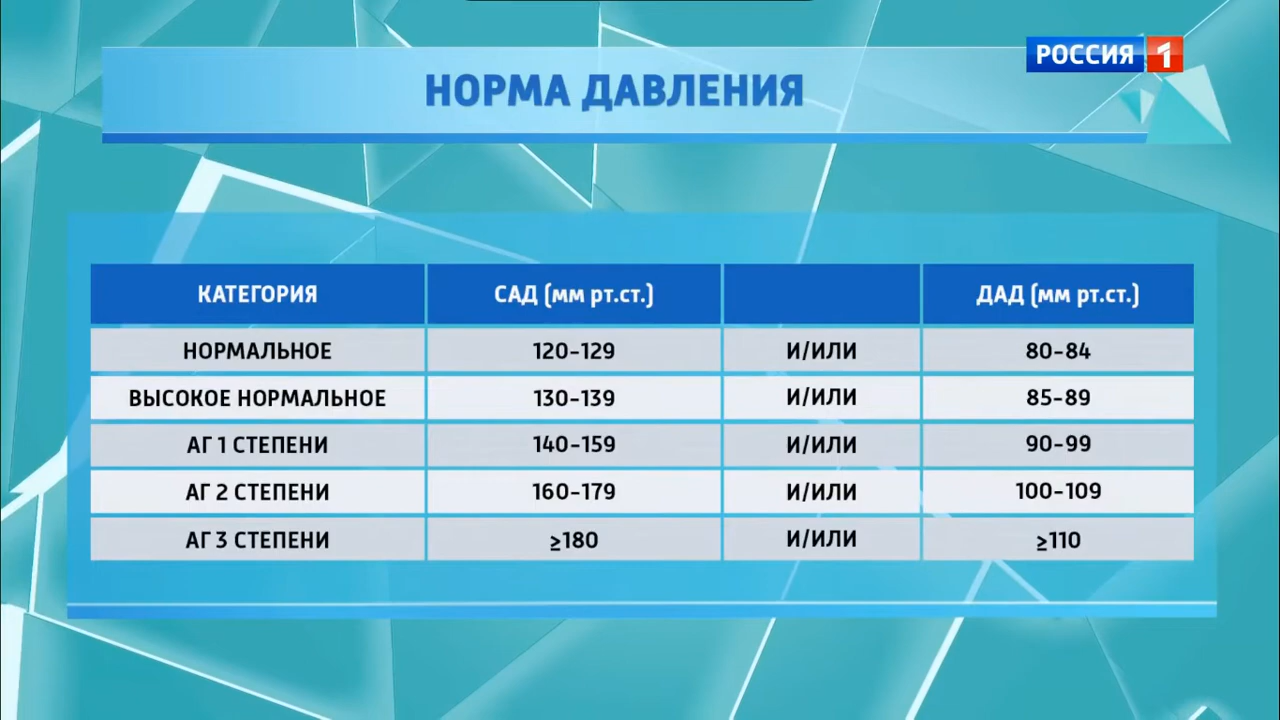 РОССИЯ 1
НОРМА ДАВЛЕНИЯ
КАТЕГОРИЯ САД (мм рт.ст.) ДАД (мм рт.ст.)
НОРМАЛЬНОЕ 120-129 И/ИЛИ 80-84
ВЫСОКОЕ НОРМАЛЬНОЕ 130-139 И/ИЛИ 85-89
АГ 1 СТЕПЕНИ 140-159 И/ИЛИ 90-99
АГ 2 СТЕПЕНИ 160-179 И/ИЛИ 100-109
АГ 3 СТЕПЕНИ ≥180 И/ИЛИ ≥110